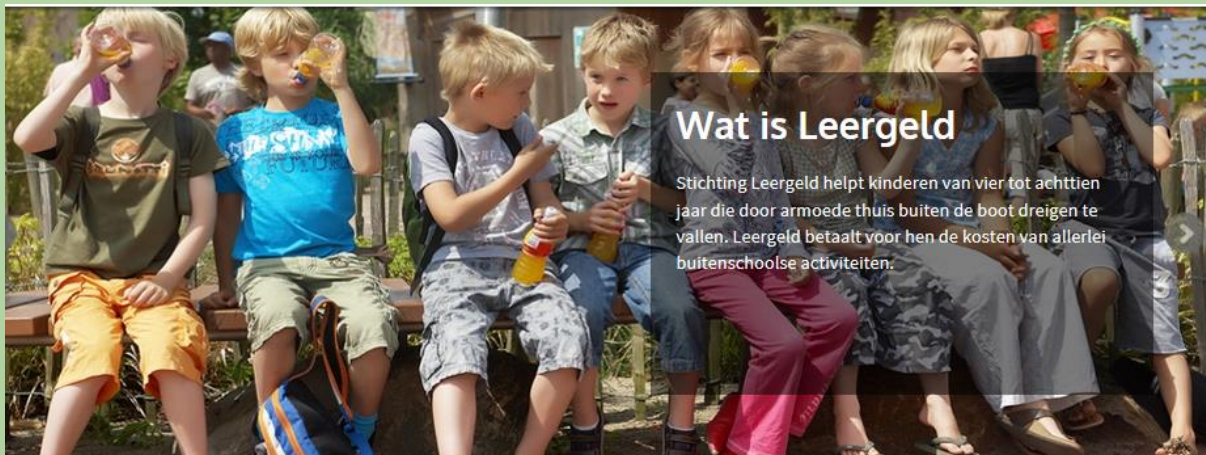 Wat is Leergeld
Stichting Leergeld helpt kinderen van vier tot achttien
jaar die door armoede thuis buiten de boot dreigen te
vallen. Leergeld betaalt voor hen de kosten van allerlei
buitenschoolse activiteiten.